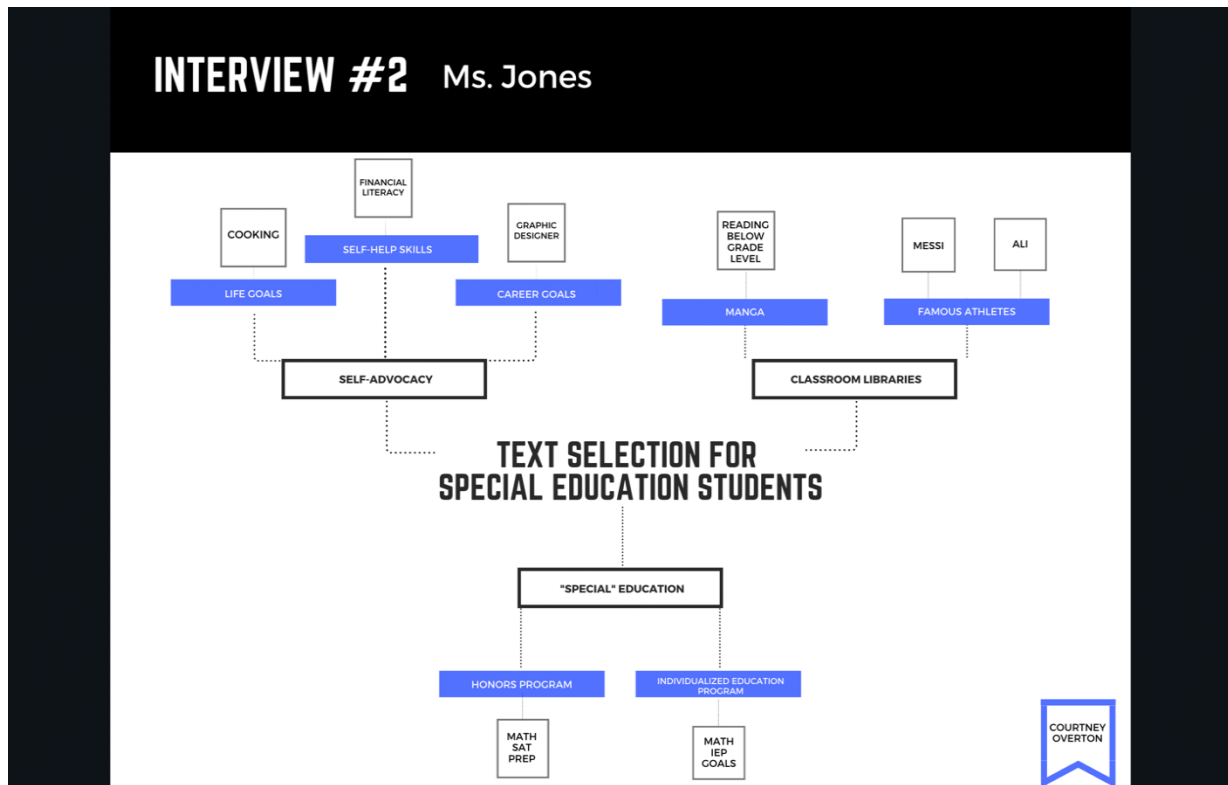 INTERVIEW #2 Ms. Jones
FINANCIAL
LITERACY
COOKING
GRAPHIC
DESIGNER
SELF-HELP SKILLS
LIFE GOALS
CAREER GOALS
SELF-ADVOCACY
READING
BELOW
GRADE
LEVEL
MESSI
ALI
MANGA
FAMOUS ATHLETES
CLASSROOM LIBRARIES
TEXT SELECTION FOR
SPECIAL EDUCATION STUDENTS
"SPECIAL" EDUCATION
HONORS PROGRAM
INDIVIDUALIZED EDUCATION
PROGRAM
MATH
SAT
PREP
MATH
IEP
GOALS
COURTNEY
OVERTON